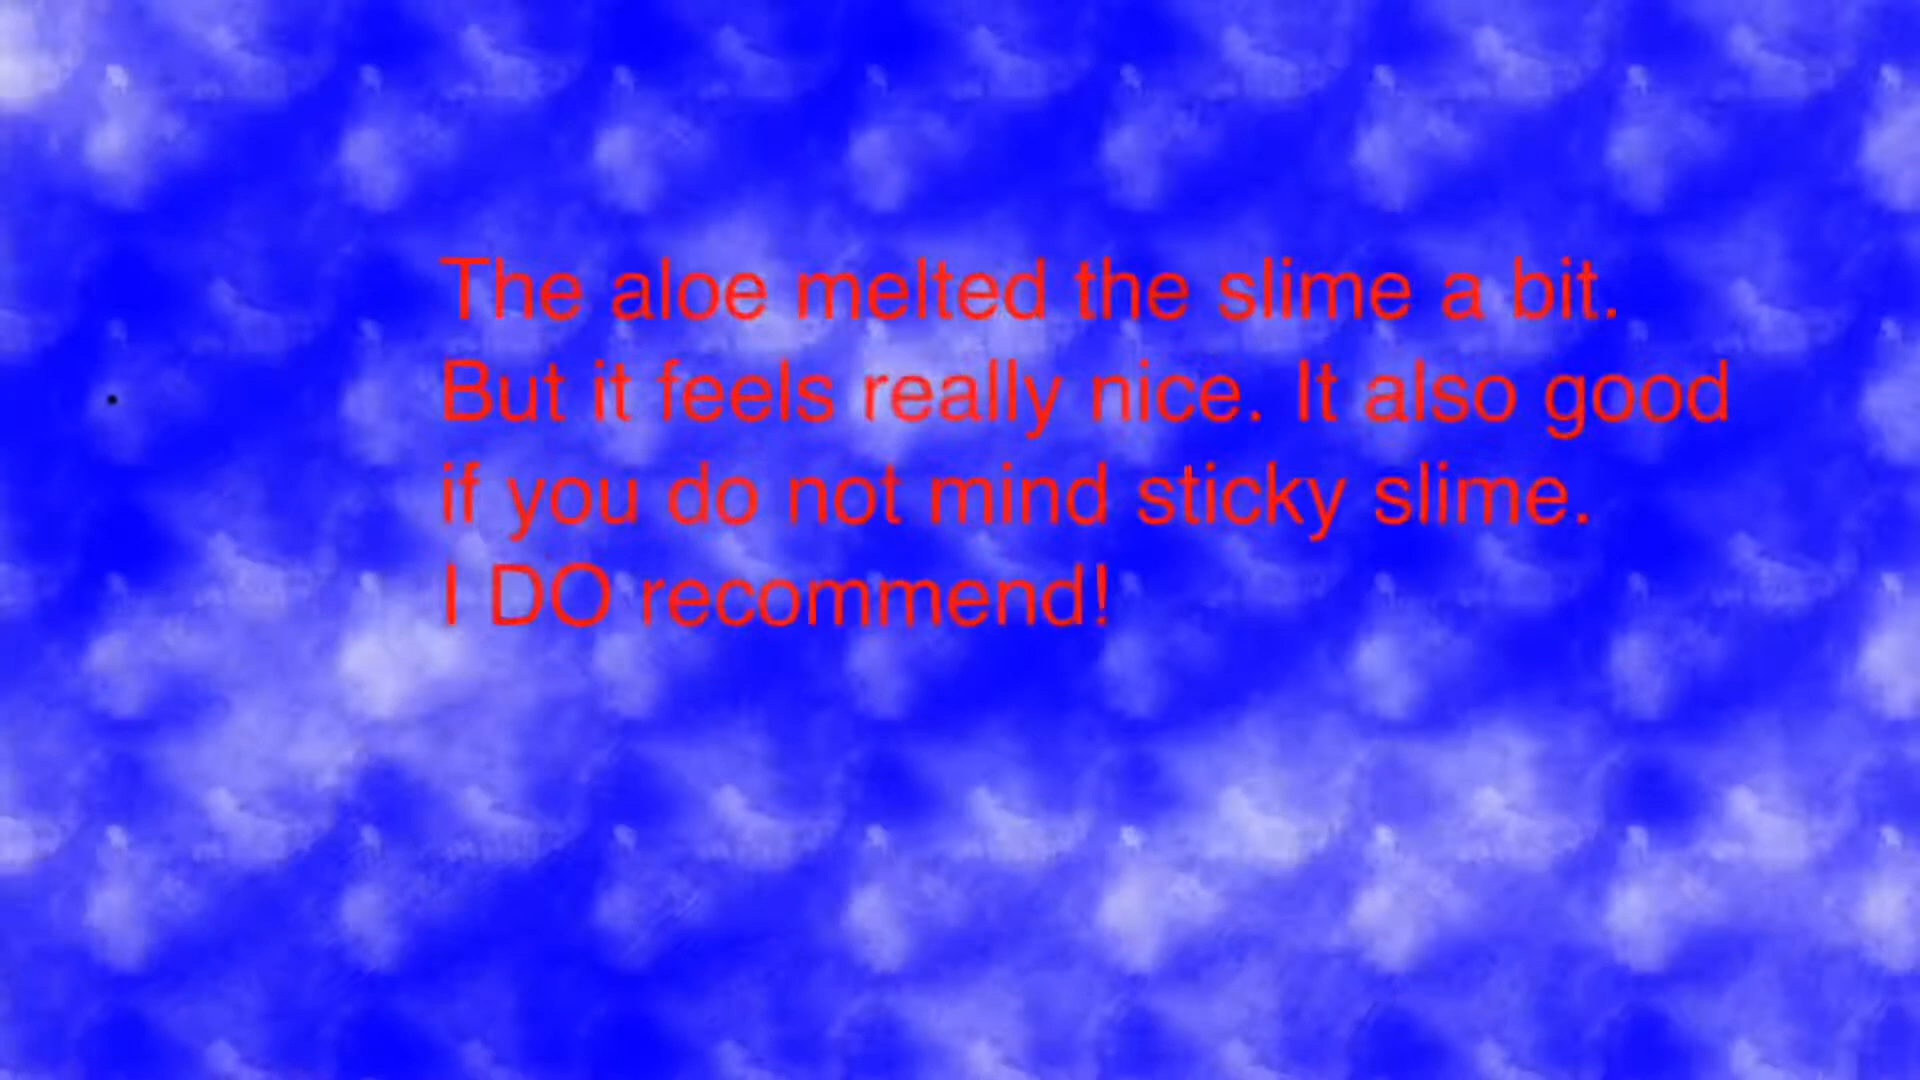 The aloe melted the slime a bit.
But it feels really nice. It also good
if you do not mind sticky slime.
I DO recommend!